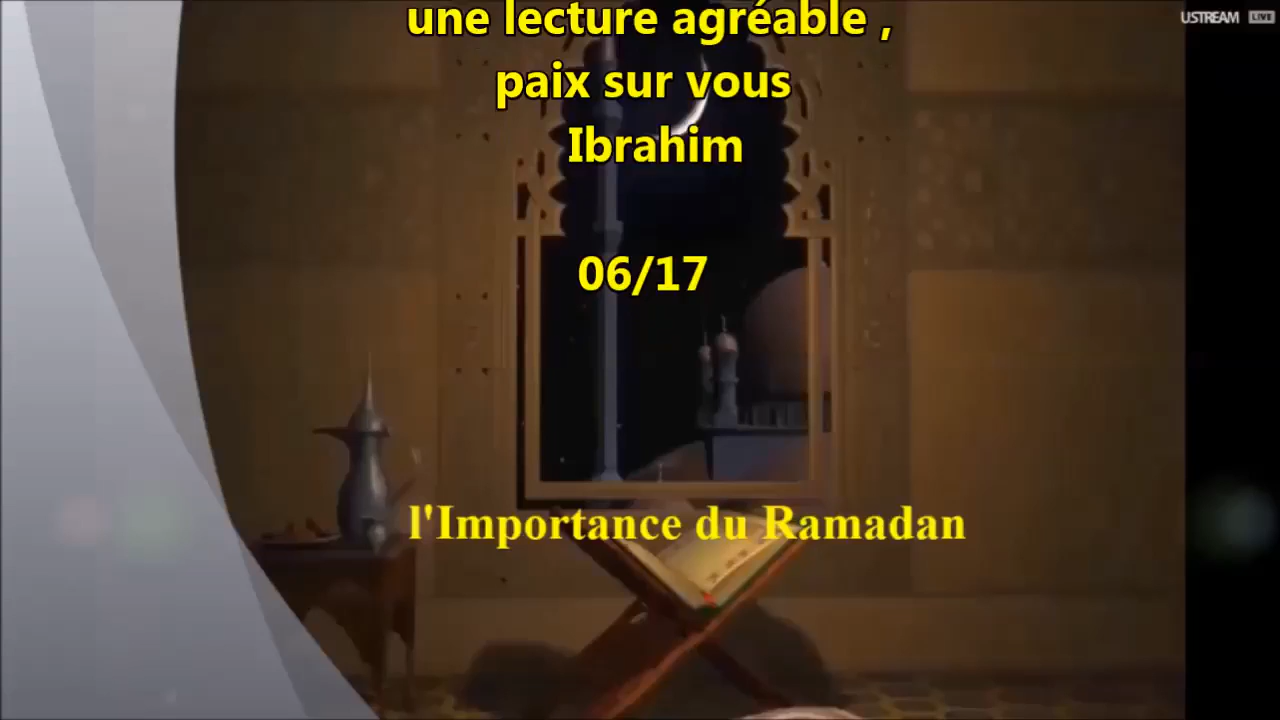 USTREAM LIVE
une lecture agréable ,
paix sur vous
Ibrahim
06/17
l'Importance du Ramadan